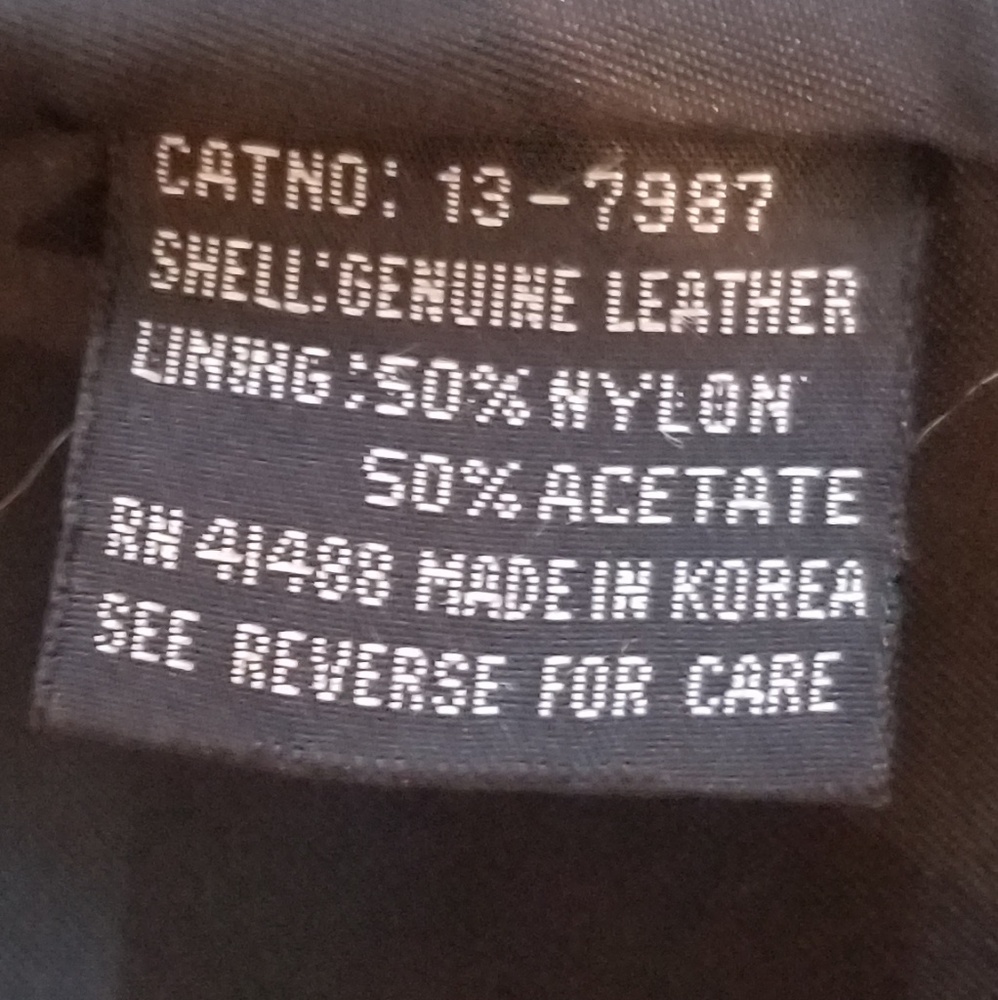 CATNO: 13-7987
SHELL:GENUINE LEATHER
LINING:50% NYLON
50% ACETATE
RN 41488 MADE IN KOREA
SEE REVERSE FOR CARE